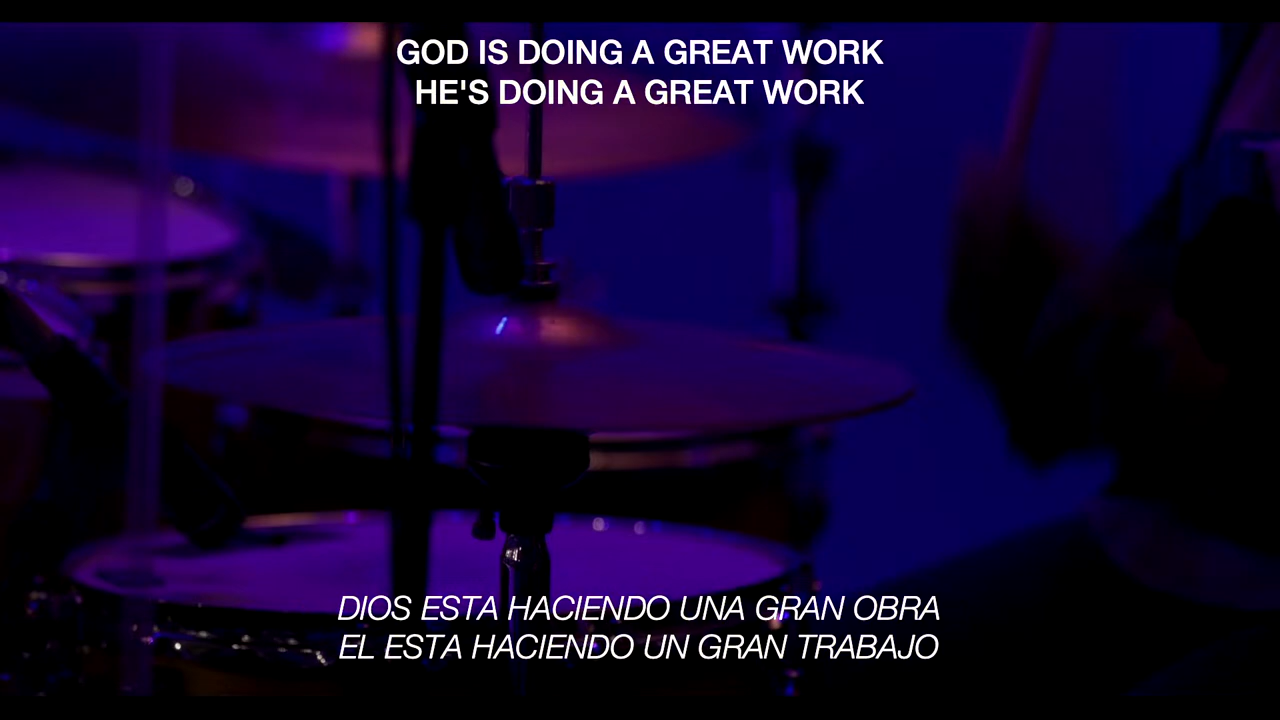 GOD IS DOING A GREAT WORK
HE'S DOING A GREAT WORK
DIOS ESTA HACIENDO UNA GRAN OBRA
EL ESTA HACIENDO UN GRAN TRABAJO